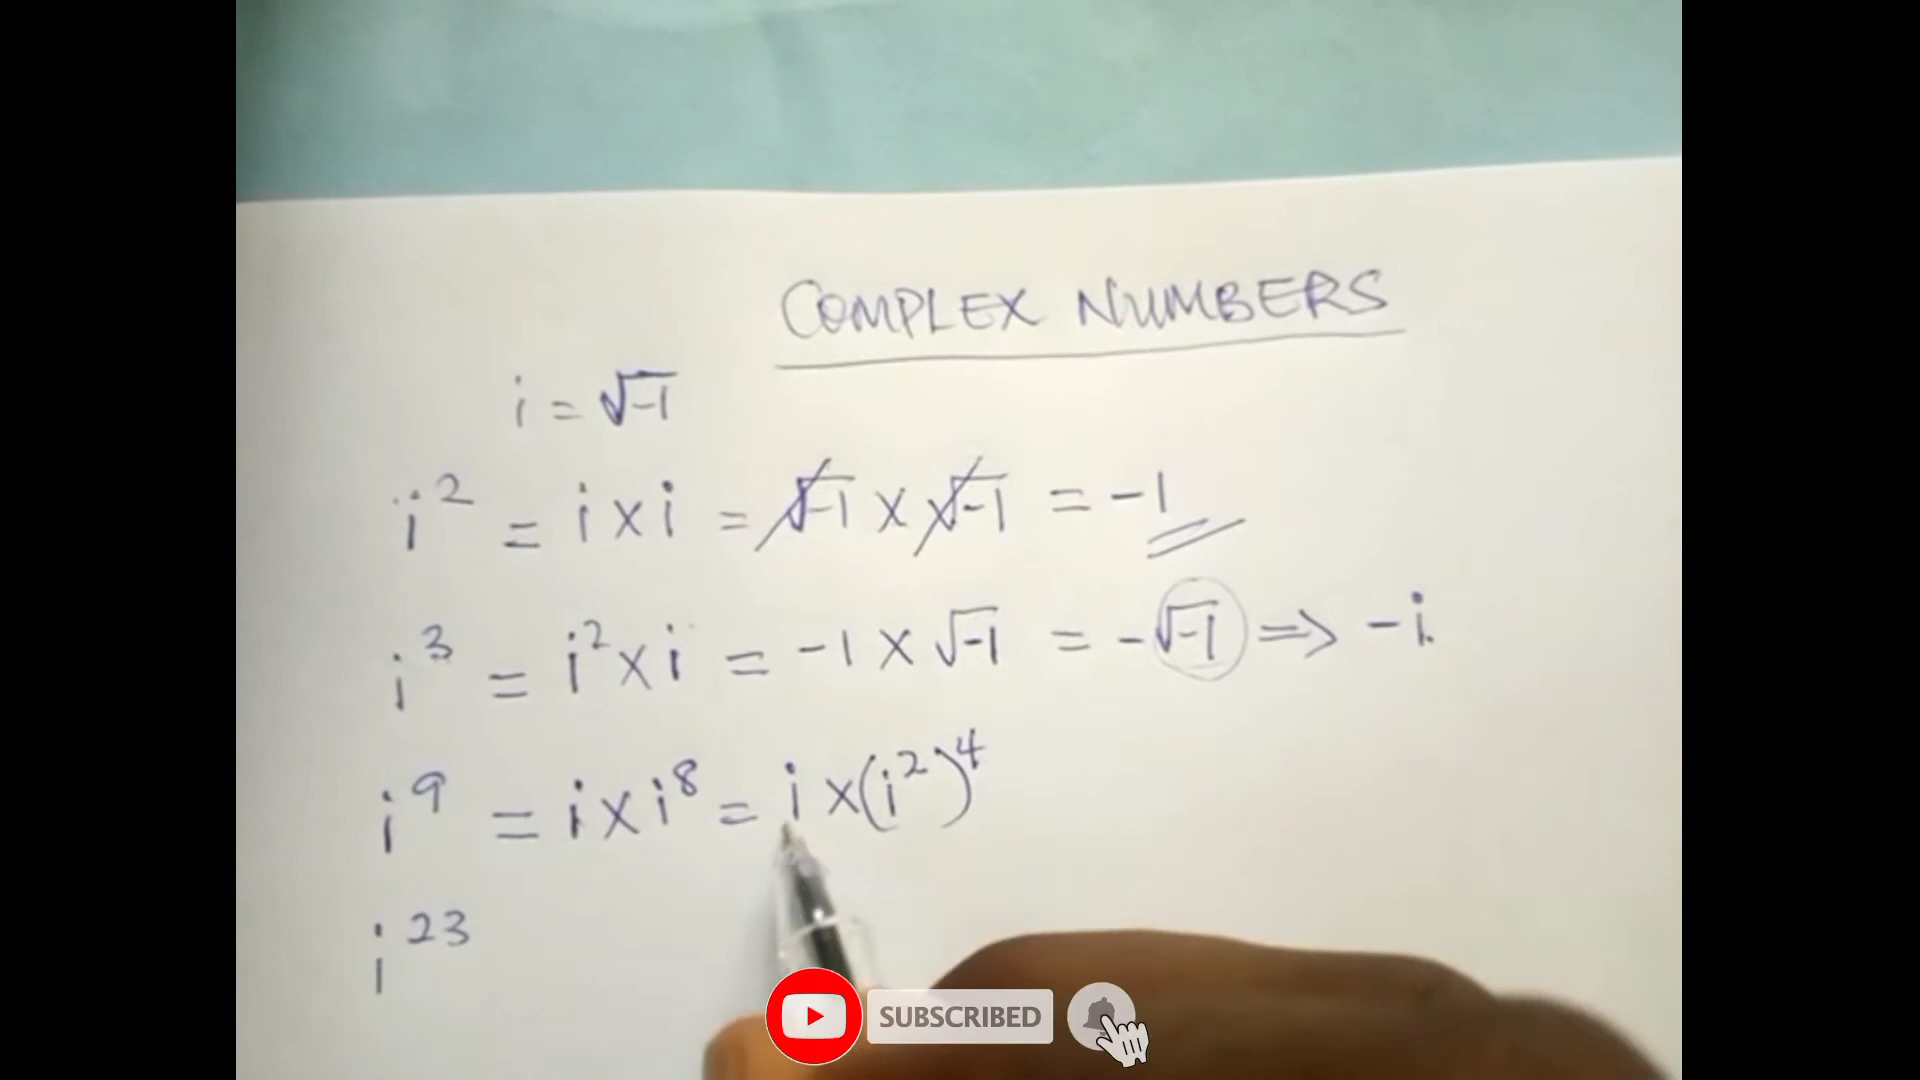 COMPLEX NUMBERS
i = √-1
i² = i × i = √-1 × √-1 = -1
i³ = i² × i = -1 × √-1 = -√-1 ⇒ -i
i⁹ = i × i⁸ = i × (i²)⁴
i²³
SUBSCRIBED